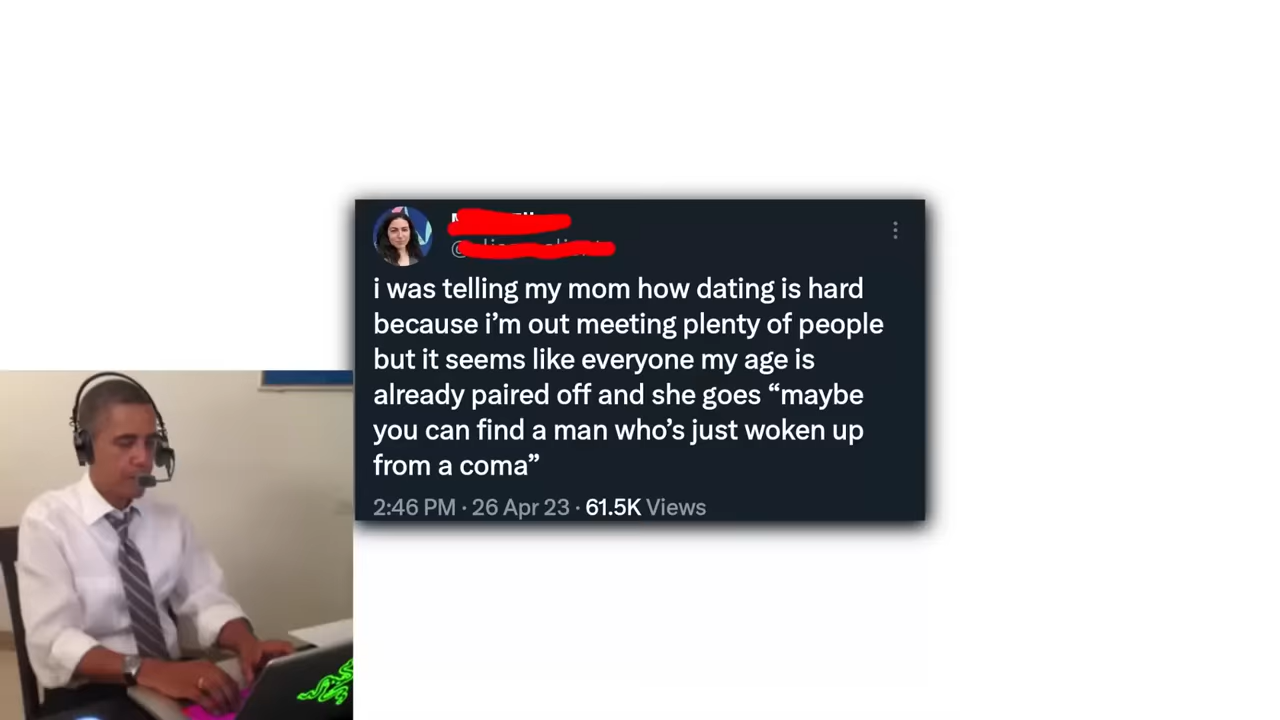 i was telling my mom how dating is hard
because i’m out meeting plenty of people
but it seems like everyone my age is
already paired off and she goes “maybe
you can find a man who’s just woken up
from a coma”
2:46 PM · 26 Apr 23 · 61.5K Views